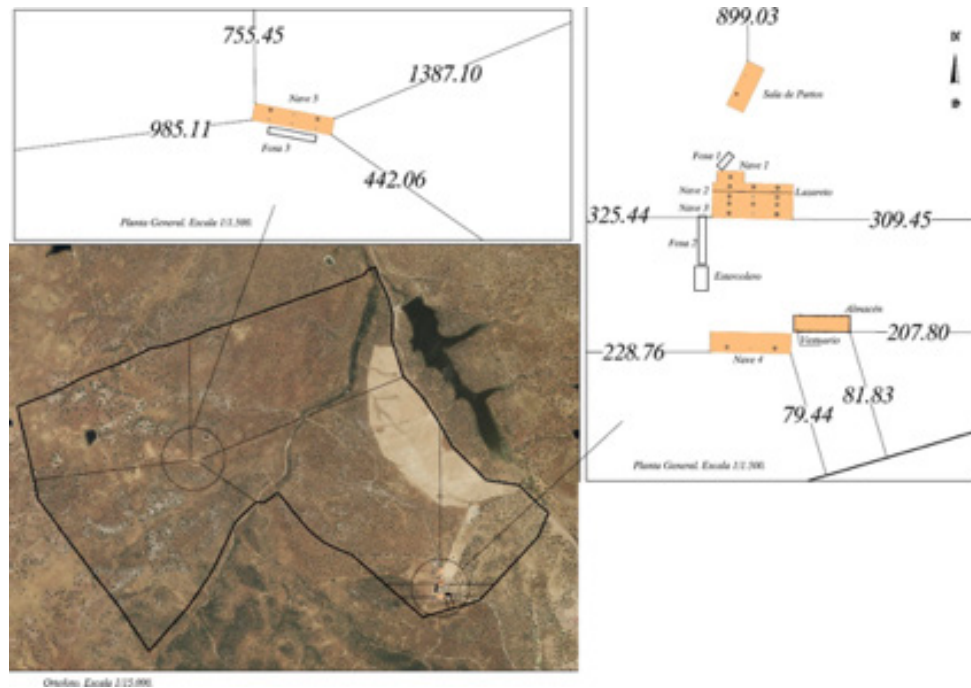 755.45
1387.10
Nave 5
985.11
Fosa 3
442.06
Planta General. Escala 1/1.500.
899.03
N
Sala de Partos
Fosa 1
Nave 1
Nave 2
Lazareto
Nave 3
325.44
309.45
Fosa 2
Estercolero
Almacén
Vestuario
207.80
228.76
Nave 4
81.83
79.44
Planta General. Escala 1/1.500.
Ortofoto. Escala 1/15.000.